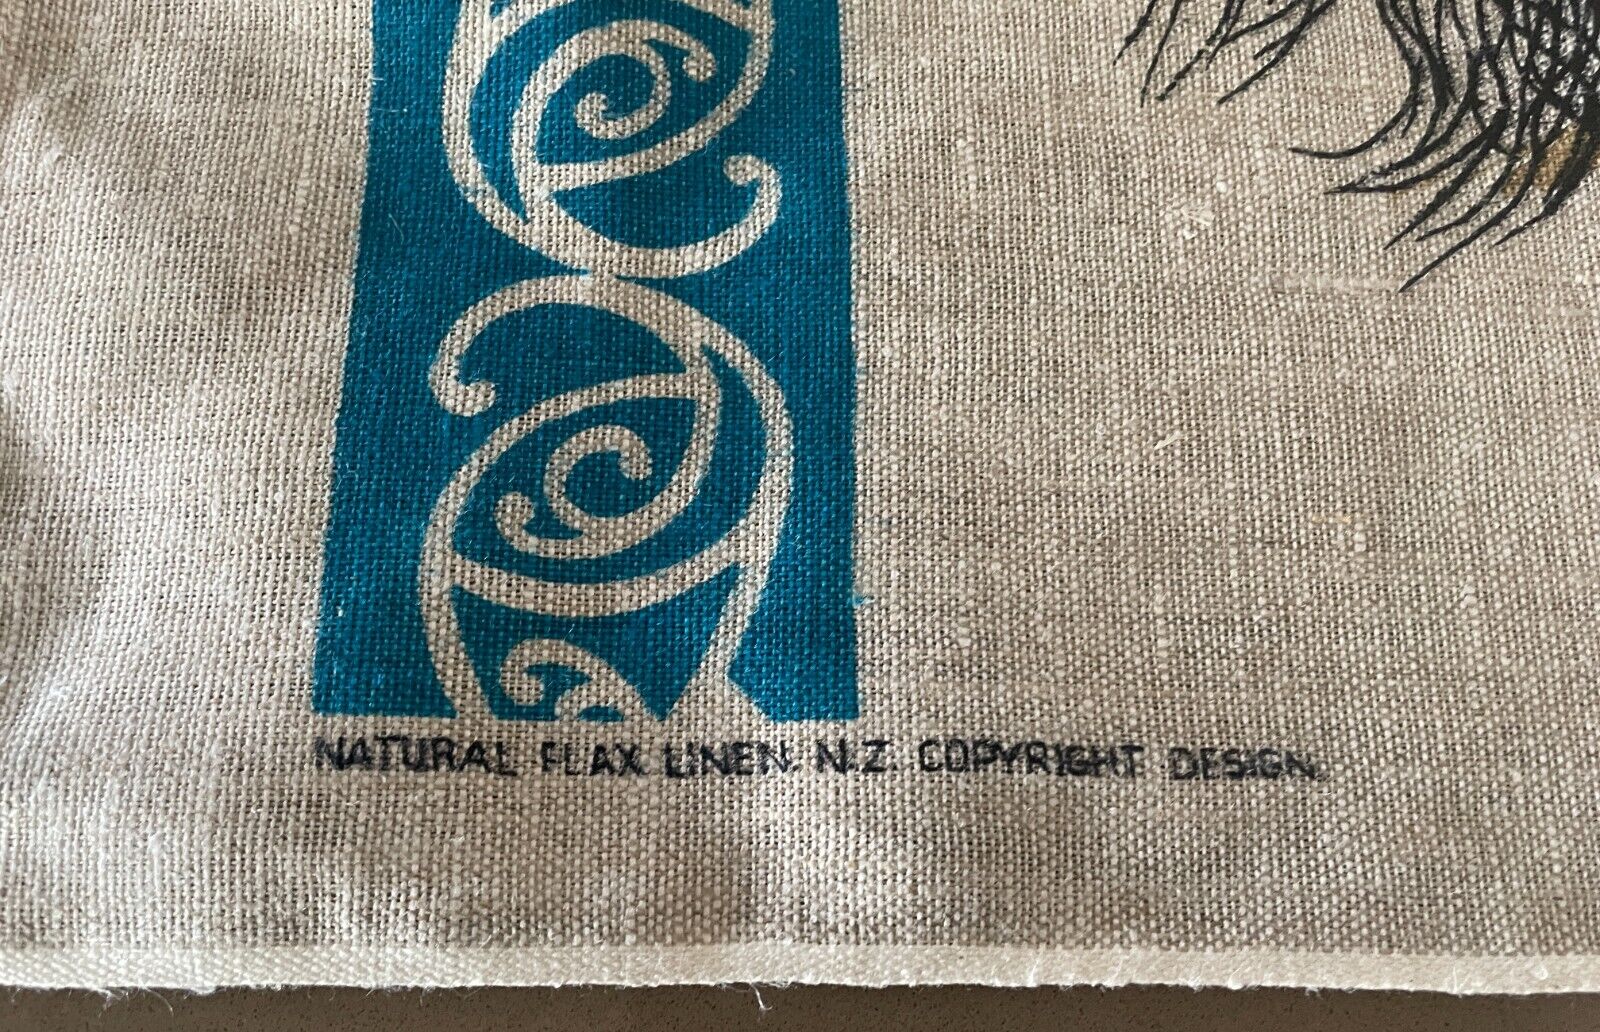 NATURAL FLAX LINEN. N.Z. COPYRIGHT DESIGN.